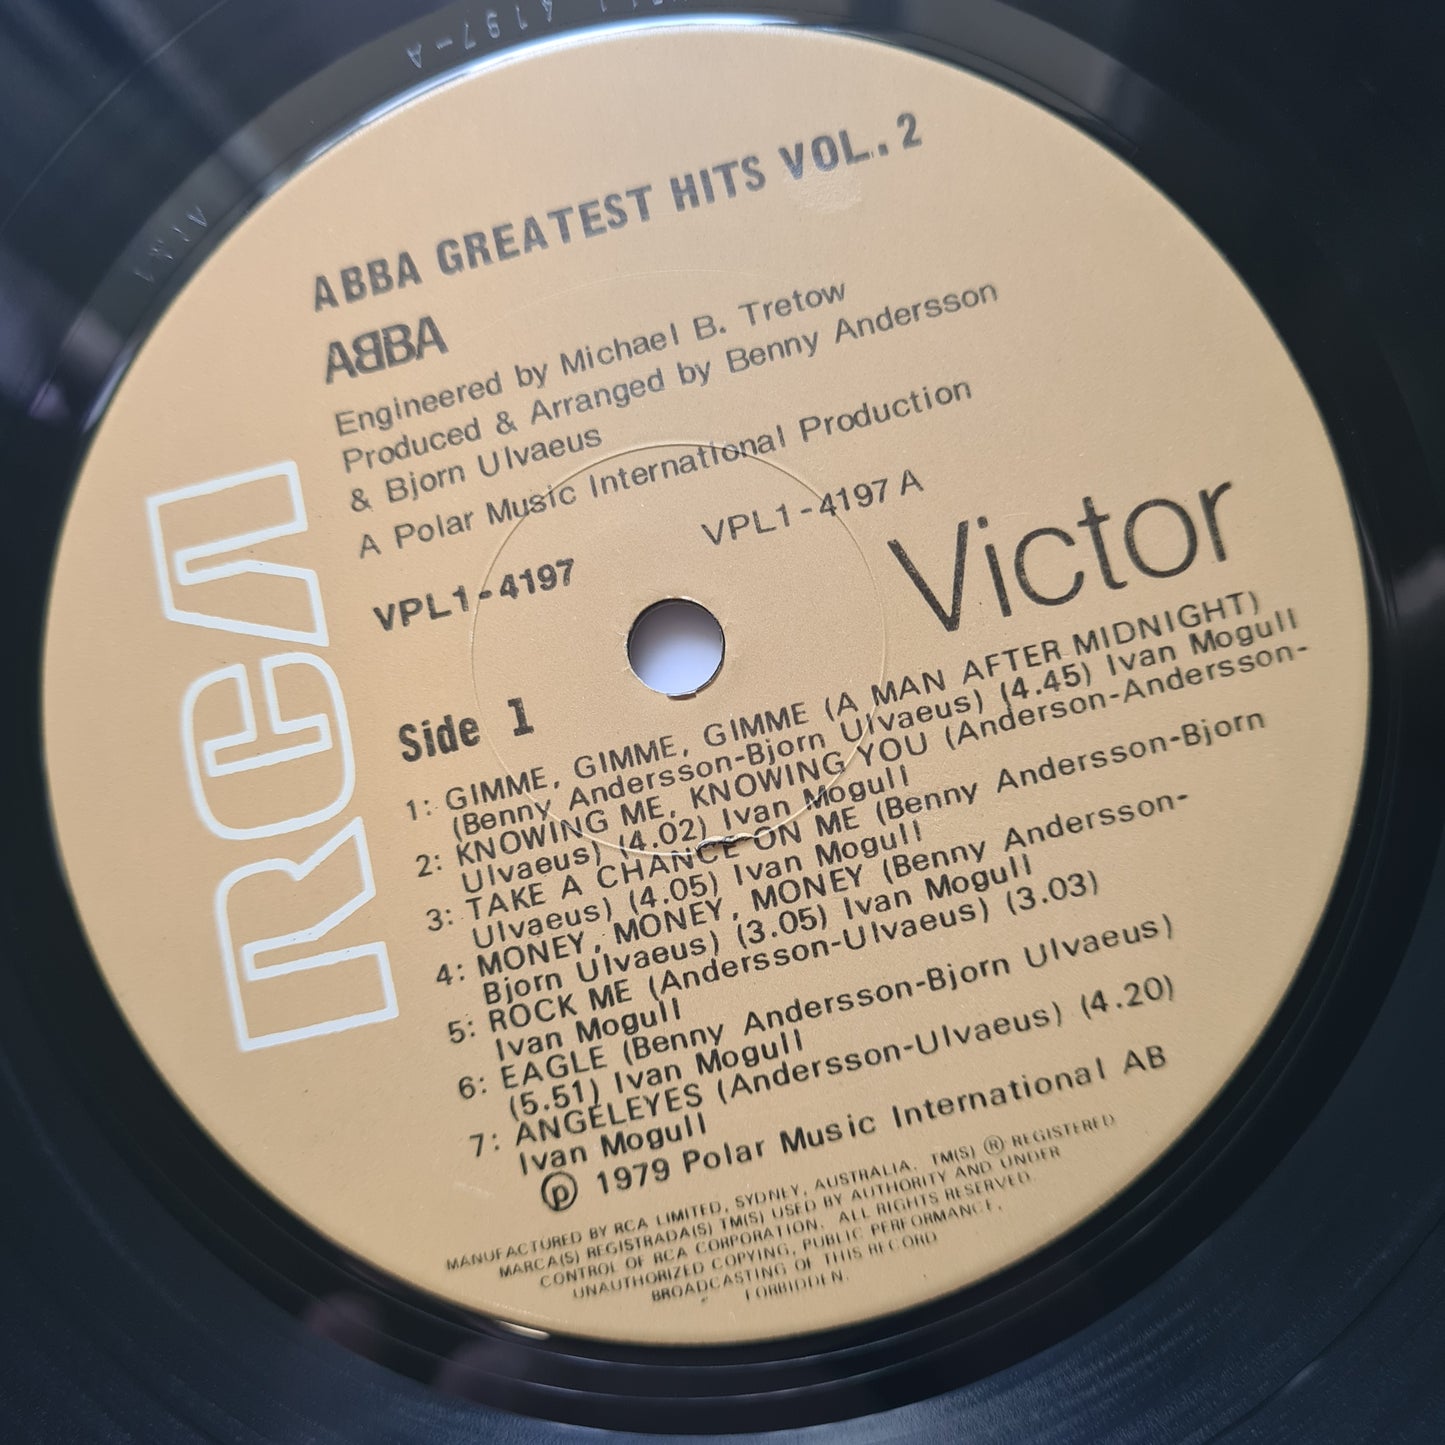 ABBA GREATEST HITS VOL. 2
ABBA
Engineered by Michael B. Tretow
Produced & Arranged by Benny Andersson
& Bjorn Ulvaeus
A Polar Music International Production
VPL1-4197
VPL1-4197 A
RCA
Victor
Side 1
1: GIMME, GIMME, GIMME (A MAN AFTER MIDNIGHT)
(Benny Andersson-Bjorn Ulvaeus) (4.45) Ivan Mogull
2: KNOWING ME, KNOWING YOU (Anderson-Andersson-
Ulvaeus) (4.02) Ivan Mogull
3: TAKE A CHANCE ON ME (Benny Andersson-Bjorn
Ulvaeus) (4.05) Ivan Mogull
4: MONEY, MONEY, MONEY (Benny Andersson-
Bjorn Ulvaeus) (3.05) Ivan Mogull
5: ROCK ME (Andersson-Ulvaeus) (3.03)
Ivan Mogull
6: EAGLE (Benny Andersson-Bjorn Ulvaeus)
(5.51) Ivan Mogull
7: ANGELEYES (Andersson-Ulvaeus) (4.20)
Ivan Mogull
℗ 1979 Polar Music International AB
MANUFACTURED BY RCA LIMITED, SYDNEY, AUSTRALIA. TM(S) ® REGISTERED
MARCA(S) REGISTRADA(S) TM(S) USED BY AUTHORITY AND UNDER
CONTROL OF RCA CORPORATION. ALL RIGHTS RESERVED.
UNAUTHORIZED COPYING, PUBLIC PERFORMANCE,
BROADCASTING OF THIS RECORD
FORBIDDEN.